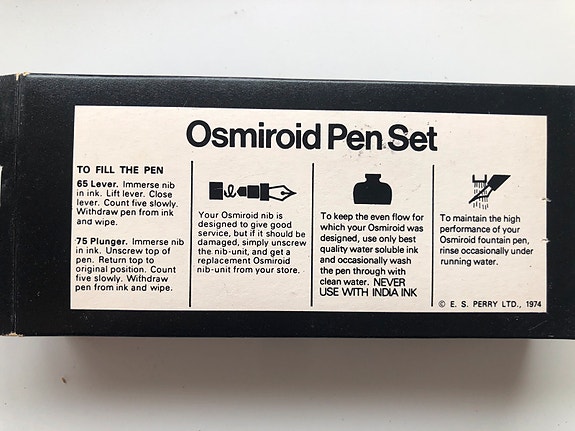 Osmiroid Pen Set
TO FILL THE PEN
65 Lever. Immerse nib
in ink. Lift lever. Close
lever. Count five slowly.
Withdraw pen from ink
and wipe.
75 Plunger. Immerse nib
in ink. Unscrew top of
pen. Return top to
original position. Count
five slowly. Withdraw
pen from ink and wipe.
Your Osmiroid nib is
designed to give good
service, but if it should be
damaged, simply unscrew
the nib-unit, and get a
replacement Osmiroid
nib-unit from your store.
To keep the even flow for
which your Osmiroid was
designed, use only best
quality water soluble ink
and occasionally wash
the pen through with
clean water. NEVER
USE WITH INDIA INK
To maintain the high
performance of your
Osmiroid fountain pen,
rinse occasionally under
running water.
© E. S. PERRY LTD., 1974